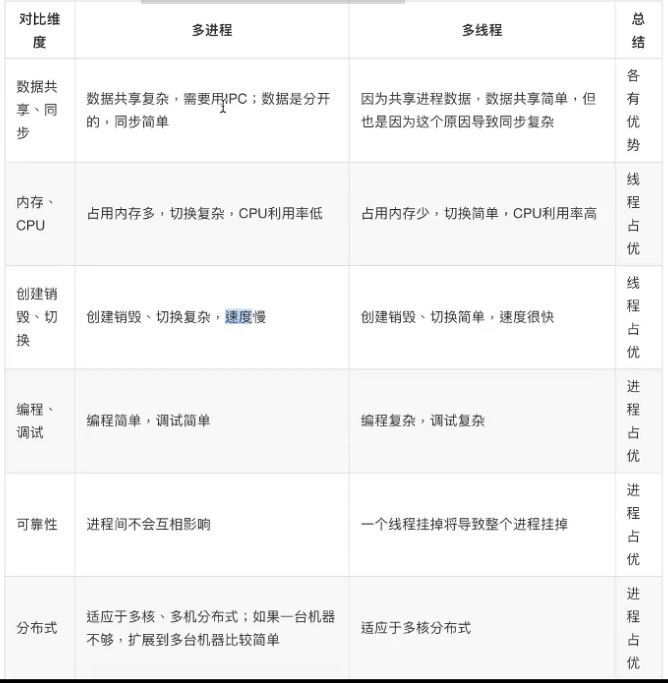 对比维
度
多进程
多线程
总
结
数据共
享、同
步
数据共享复杂，需要用IPC；数据是分开
的，同步简单
因为共享进程数据，数据共享简单，但
也是因为这个原因导致同步复杂
各
有
优
势
内存、
CPU
占用内存多，切换复杂，CPU利用率低
占用内存少，切换简单，CPU利用率高
线
程
占
优
创建销
毁、切
换
创建销毁、切换复杂，速度慢
创建销毁、切换简单，速度很快
线
程
占
优
编程、
调试
编程简单，调试简单
编程复杂，调试复杂
进
程
占
优
可靠性
进程间不会互相影响
一个线程挂掉将导致整个进程挂掉
进
程
占
优
分布式
适应于多核、多机分布式；如果一台机器
不够，扩展到多台机器比较简单
适应于多核分布式
进
程
占
优